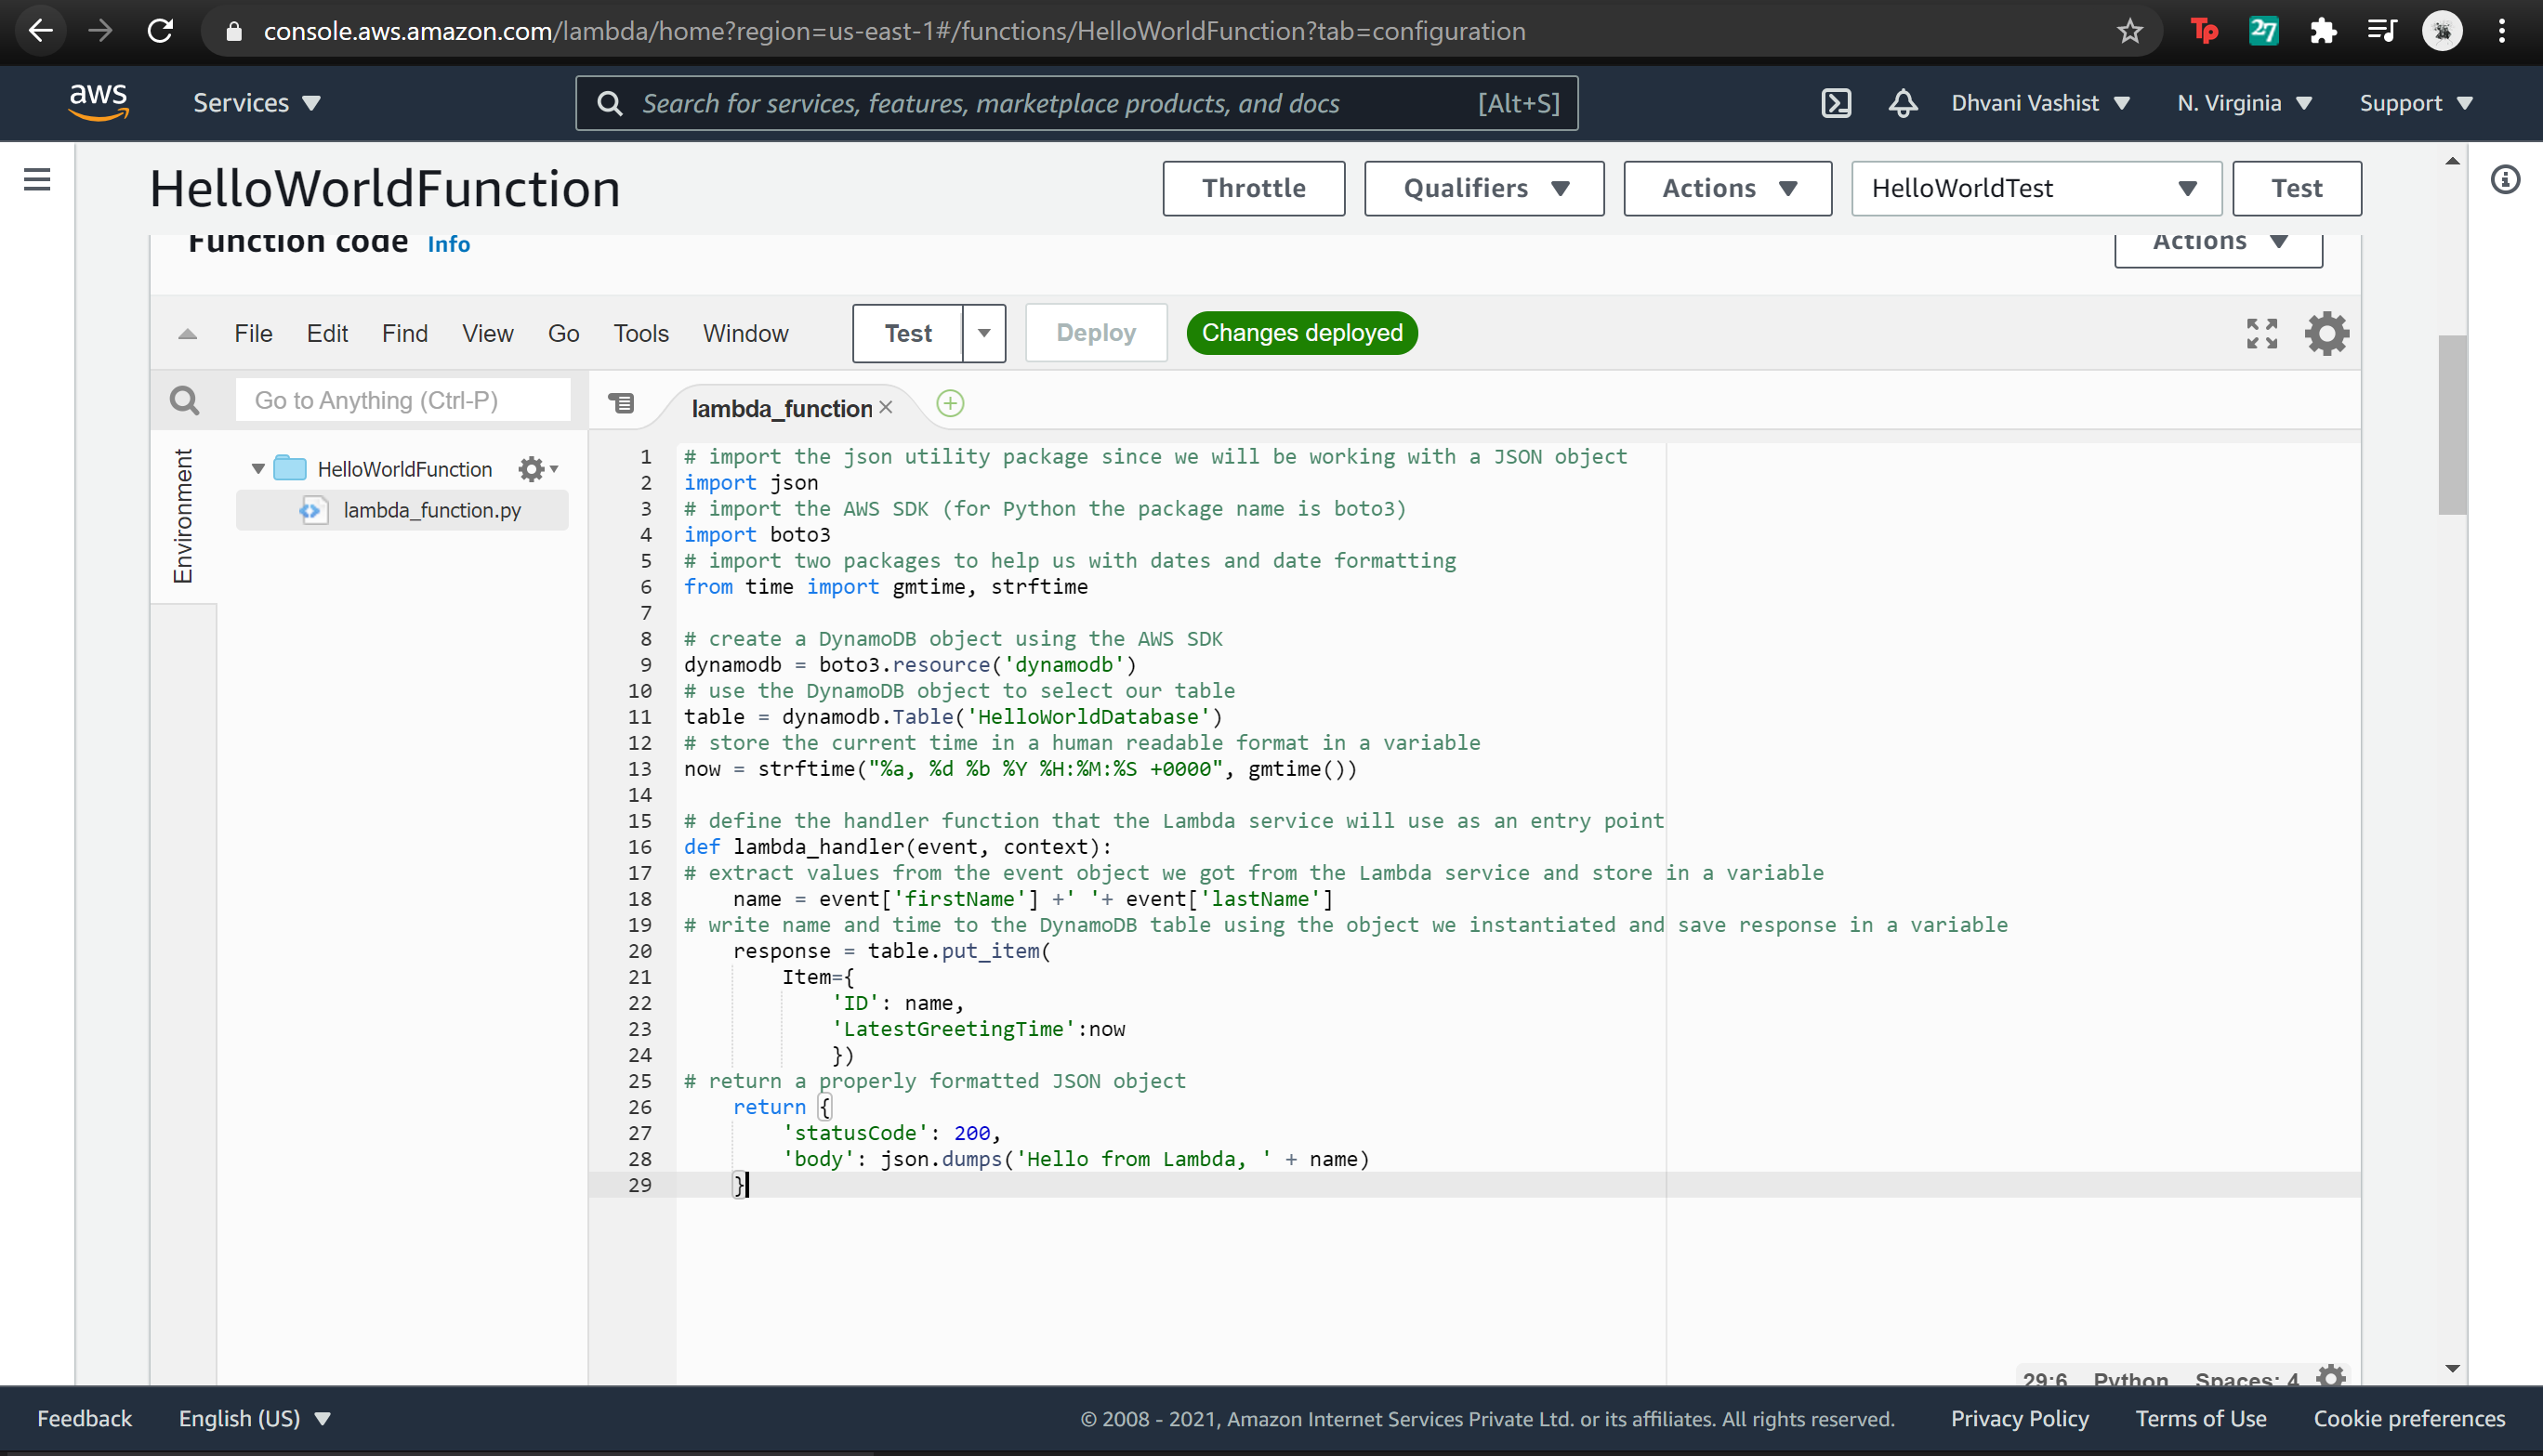 console.aws.amazon.com/lambda/home?region=us-east-1#/functions/HelloWorldFunction?tab=configuration
Tp
27
aws
Services
Search for services, features, marketplace products, and docs
[Alt+S]
Dhvani Vashist
N. Virginia
Support
HelloWorldFunction
Throttle
Qualifiers
Actions
HelloWorldTest
Test
Function code Info
Actions
File Edit Find View Go Tools Window
Test
Deploy
Changes deployed
Go to Anything (Ctrl-P)
lambda_function
Environment
HelloWorldFunction
lambda_function.py
1 # import the json utility package since we will be working with a JSON object
2 import json
3 # import the AWS SDK (for Python the package name is boto3)
4 import boto3
5 # import two packages to help us with dates and date formatting
6 from time import gmtime, strftime
7
8 # create a DynamoDB object using the AWS SDK
9 dynamodb = boto3.resource('dynamodb')
10 # use the DynamoDB object to select our table
11 table = dynamodb.Table('HelloWorldDatabase')
12 # store the current time in a human readable format in a variable
13 now = strftime("%a, %d %b %Y %H:%M:%S +0000", gmtime())
14
15 # define the handler function that the Lambda service will use as an entry point
16 def lambda_handler(event, context):
17 # extract values from the event object we got from the Lambda service and store in a variable
18     name = event['firstName'] +' '+ event['lastName']
19 # write name and time to the DynamoDB table using the object we instantiated and save response in a variable
20     response = table.put_item(
21         Item={
22             'ID': name,
23             'LatestGreetingTime':now
24             })
25 # return a properly formatted JSON object
26     return {
27         'statusCode': 200,
28         'body': json.dumps('Hello from Lambda, ' + name)
29     }
29:6 Python Spaces: 4
Feedback
English (US)
© 2008 - 2021, Amazon Internet Services Private Ltd. or its affiliates. All rights reserved.
Privacy Policy
Terms of Use
Cookie preferences